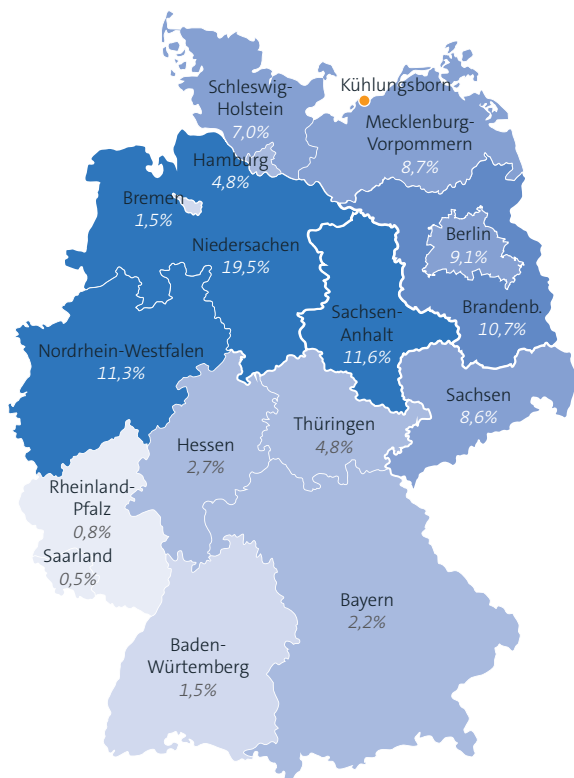 Schleswig-
Holstein
7,0%
Kühlungsborn
Mecklenburg-
Vorpommern
8,7%
Hamburg
4,8%
Bremen
1,5%
Niedersachen
19,5%
Berlin
9,1%
Brandenb.
10,7%
Sachsen-
Anhalt
11,6%
Nordrhein-Westfalen
11,3%
Sachsen
8,6%
Thüringen
4,8%
Hessen
2,7%
Rheinland-
Pfalz
0,8%
Saarland
0,5%
Bayern
2,2%
Baden-
Würtemberg
1,5%